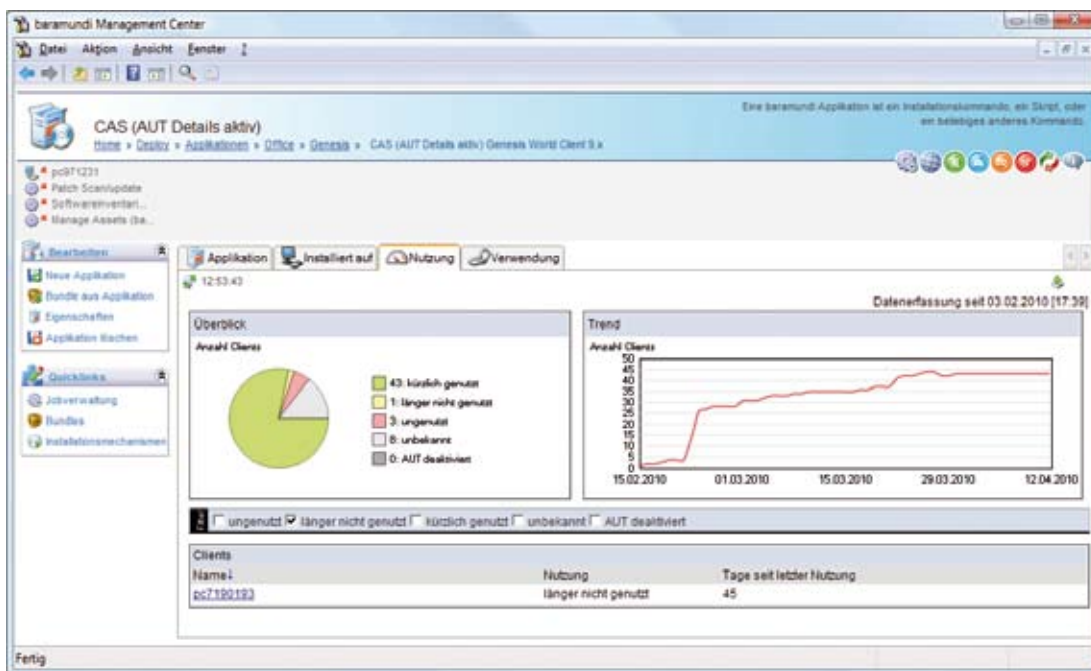 baramundi Management Center
Datei Aktion Ansicht Fenster ?
Eine baramundi Applikation ist ein Installationskommando, ein Skript, oder
ein beliebiges anderes Kommando.
CAS (AUT Details aktiv)
Home » Deploy » Applikationen » Office » Genesis » CAS (AUT Details aktiv) Genesis World Client 9.x
pc971231
Patch Scan/update
Softwareinventari...
Manage Assets (ba...
Bearbeiten
Neue Applikation
Bundle aus Applikation
Eigenschaften
Applikation löschen
Quicklinks
Jobverwaltung
Bundles
Installationsmechanismen
Applikation Installiert auf Nutzung Verwendung
12:53:43
Datenerfassung seit 03.02.2010 [17:39]
Überblick
Anzahl Clients
43: kürzlich genutzt
1: länger nicht genutzt
3: ungenutzt
8: unbekannt
0: AUT deaktiviert
Trend
Anzahl Clients
50
45
40
35
30
25
20
15
10
5
0
15.02.2010 01.03.2010 15.03.2010 29.03.2010 12.04.2010
Filter ungenutzt länger nicht genutzt kürzlich genutzt unbekannt AUT deaktiviert
Clients
Name Nutzung Tage seit letzter Nutzung
pc7190193 länger nicht genutzt 45
Fertig